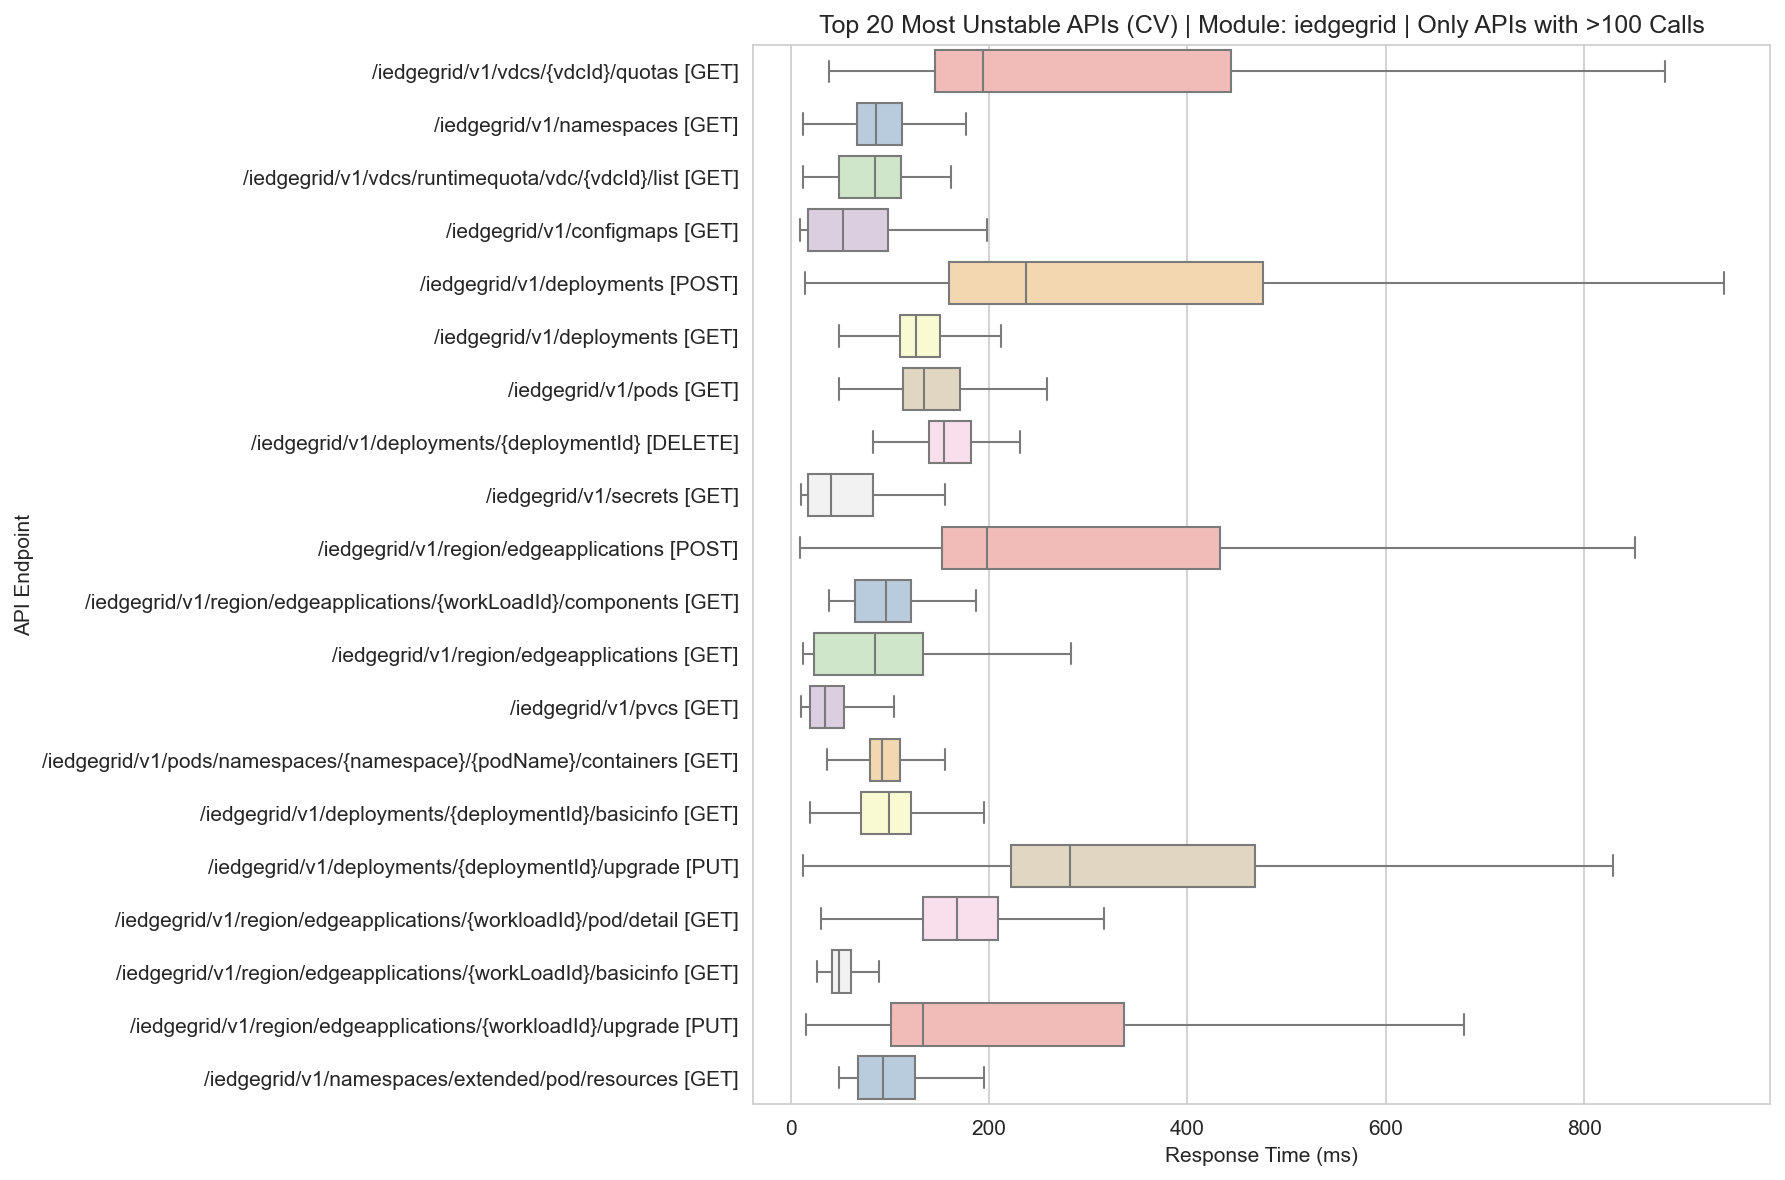 Top 20 Most Unstable APIs (CV) | Module: iedgegrid | Only APIs with >100 Calls
API Endpoint
/iedgegrid/v1/vdcs/{vdcId}/quotas [GET]
/iedgegrid/v1/namespaces [GET]
/iedgegrid/v1/vdcs/runtimequota/vdc/{vdcId}/list [GET]
/iedgegrid/v1/configmaps [GET]
/iedgegrid/v1/deployments [POST]
/iedgegrid/v1/deployments [GET]
/iedgegrid/v1/pods [GET]
/iedgegrid/v1/deployments/{deploymentId} [DELETE]
/iedgegrid/v1/secrets [GET]
/iedgegrid/v1/region/edgeapplications [POST]
/iedgegrid/v1/region/edgeapplications/{workLoadId}/components [GET]
/iedgegrid/v1/region/edgeapplications [GET]
/iedgegrid/v1/pvcs [GET]
/iedgegrid/v1/pods/namespaces/{namespace}/{podName}/containers [GET]
/iedgegrid/v1/deployments/{deploymentId}/basicinfo [GET]
/iedgegrid/v1/deployments/{deploymentId}/upgrade [PUT]
/iedgegrid/v1/region/edgeapplications/{workloadId}/pod/detail [GET]
/iedgegrid/v1/region/edgeapplications/{workLoadId}/basicinfo [GET]
/iedgegrid/v1/region/edgeapplications/{workloadId}/upgrade [PUT]
/iedgegrid/v1/namespaces/extended/pod/resources [GET]
0 200 400 600 800
Response Time (ms)